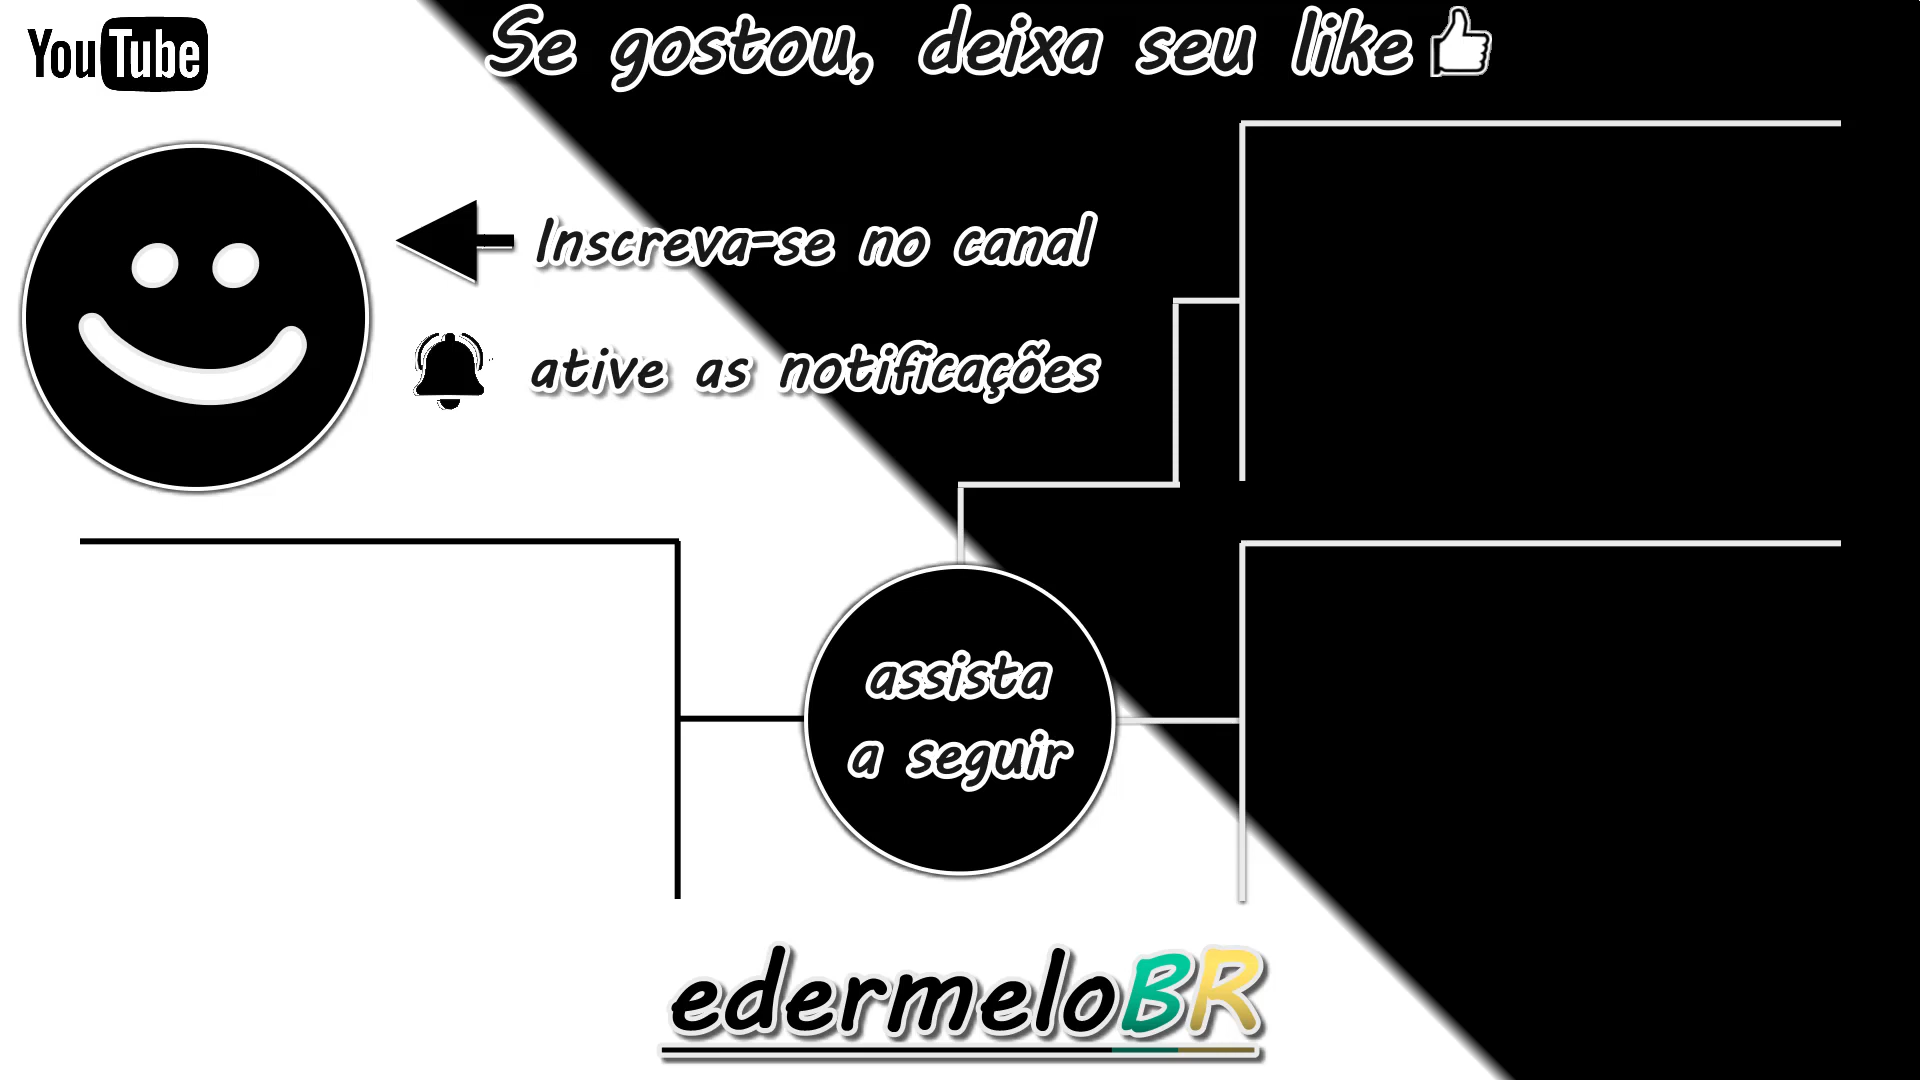 YouTube
Se gostou, deixa seu like
Inscreva-se no canal
ative as notificações
assista
a seguir
edermeloBR